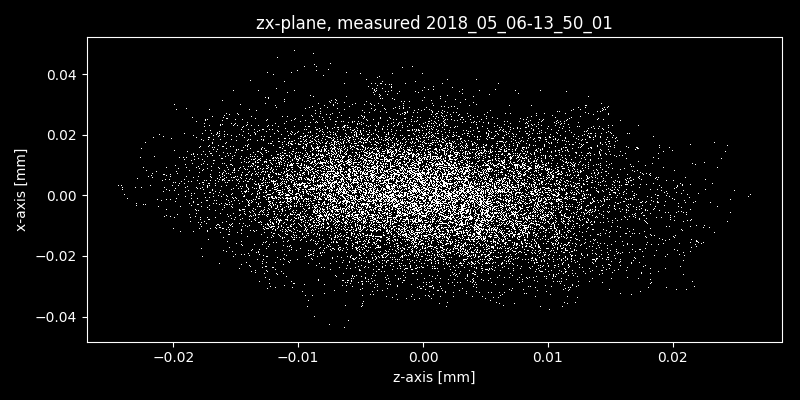 zx-plane, measured 2018_05_06-13_50_01
0.04
0.02
0.00
−0.02
−0.04
x-axis [mm]
−0.02 −0.01 0.00 0.01 0.02
z-axis [mm]